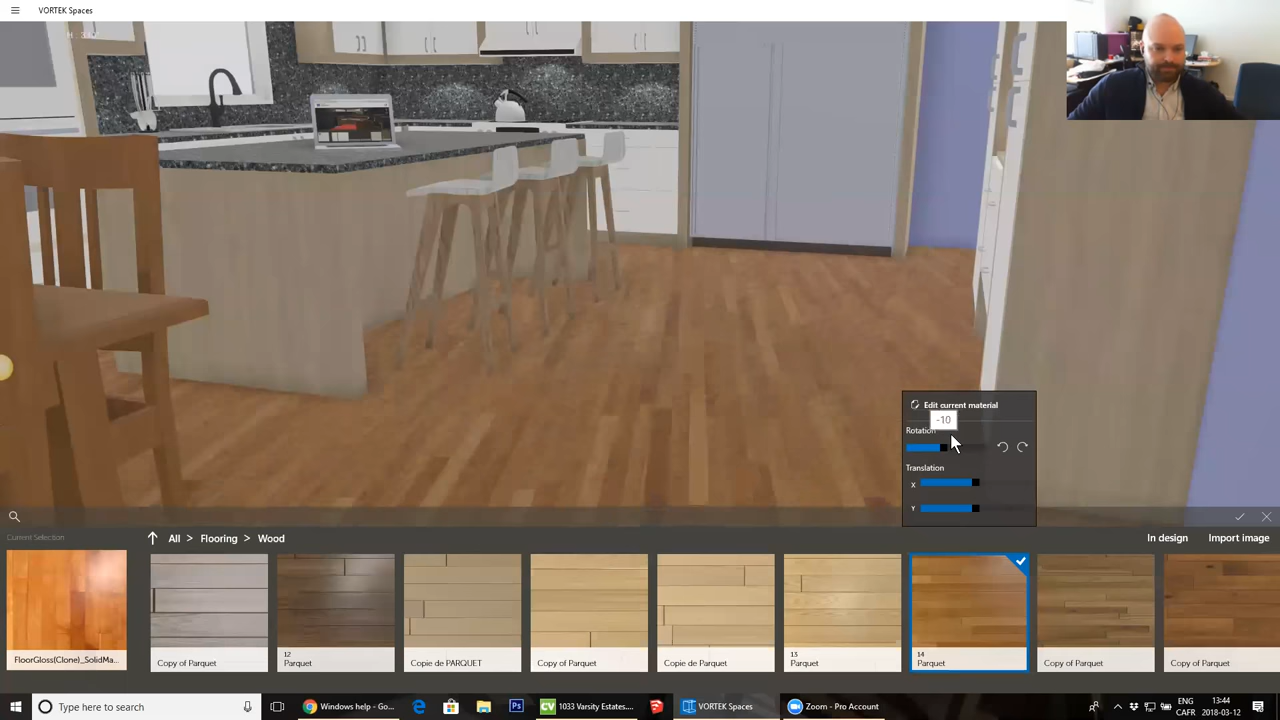 VORTEK Spaces
Edit current material
-10
Rotation
Translation
X
Y
Current Selection
All > Flooring > Wood
In design
Import image
FloorGloss(Clone)_SolidMa...
Copy of Parquet
12
Parquet
Copie de PARQUET
Copy of Parquet
Copie de Parquet
13
Parquet
14
Parquet
Copy of Parquet
Copy of Parquet
Type here to search
Windows help - Go...
Ps
CV
1033 Varsity Estates....
VORTEK Spaces
Zoom - Pro Account
ENG
CAFR
13:44
2018-03-12